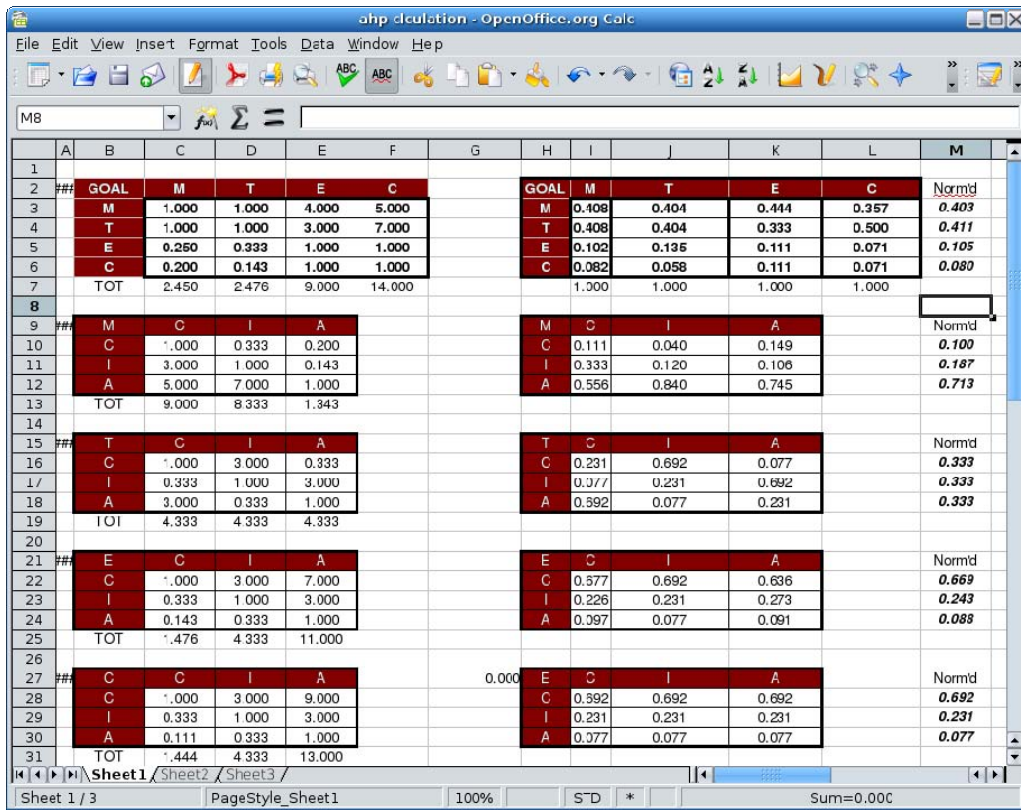 ahp clculation - OpenOffice.org Calc
File Edit View Insert Format Tools Data Window Help
M8
A B C D E F G H I J K L M
1
2 ### GOAL M T E C GOAL M T E C Norm'd
3 M 1.000 1.000 4.000 5.000 M 0.408 0.404 0.444 0.357 0.403
4 T 1.000 1.000 3.000 7.000 T 0.408 0.404 0.333 0.500 0.411
5 E 0.250 0.333 1.000 1.000 E 0.102 0.135 0.111 0.071 0.105
6 C 0.200 0.143 1.000 1.000 C 0.082 0.058 0.111 0.071 0.080
7 TOT 2.450 2.476 9.000 14.000 1.000 1.000 1.000 1.000
8
9 ### M C I A M C I A Norm'd
10 C 1.000 0.333 0.200 C 0.111 0.040 0.149 0.100
11 I 3.000 1.000 0.143 I 0.333 0.120 0.106 0.187
12 A 5.000 7.000 1.000 A 0.556 0.840 0.745 0.713
13 TOT 9.000 8.333 1.343
14
15 ### T C I A T C I A Norm'd
16 C 1.000 3.000 0.333 C 0.231 0.692 0.077 0.333
17 I 0.333 1.000 3.000 I 0.077 0.231 0.692 0.333
18 A 3.000 0.333 1.000 A 0.692 0.077 0.231 0.333
19 TOT 4.333 4.333 4.333
20
21 ### E C I A E C I A Norm'd
22 C 1.000 3.000 7.000 C 0.677 0.692 0.636 0.669
23 I 0.333 1.000 3.000 I 0.226 0.231 0.273 0.243
24 A 0.143 0.333 1.000 A 0.097 0.077 0.091 0.088
25 TOT 1.476 4.333 11.000
26
27 ### C C I A 0.000 E C I A Norm'd
28 C 1.000 3.000 9.000 C 0.692 0.692 0.692 0.692
29 I 0.333 1.000 3.000 I 0.231 0.231 0.231 0.231
30 A 0.111 0.333 1.000 A 0.077 0.077 0.077 0.077
31 TOT 1.444 4.333 13.000
Sheet1 Sheet2 Sheet3
Sheet 1 / 3 PageStyle_Sheet1 100% STD * Sum=0.000